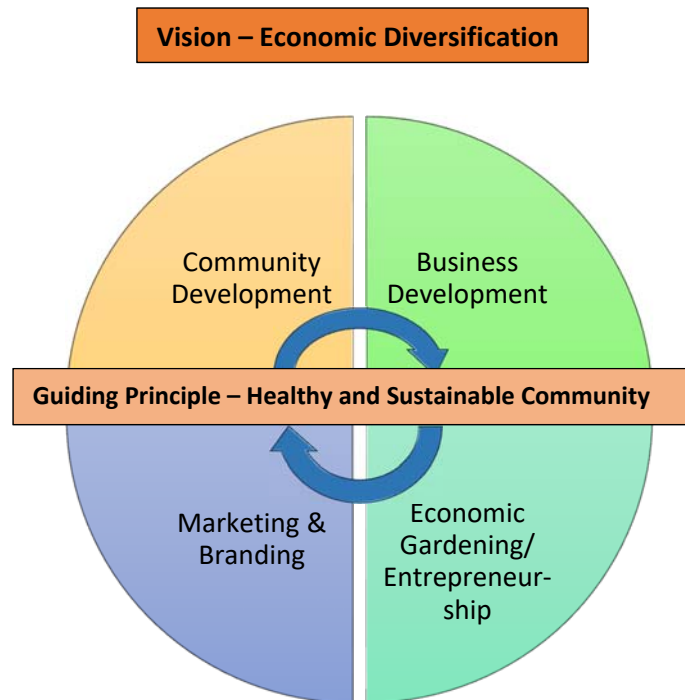 Vision – Economic Diversification
Community
Development
Business
Development
Guiding Principle – Healthy and Sustainable Community
Marketing &
Branding
Economic
Gardening/
Entrepreneur-
ship